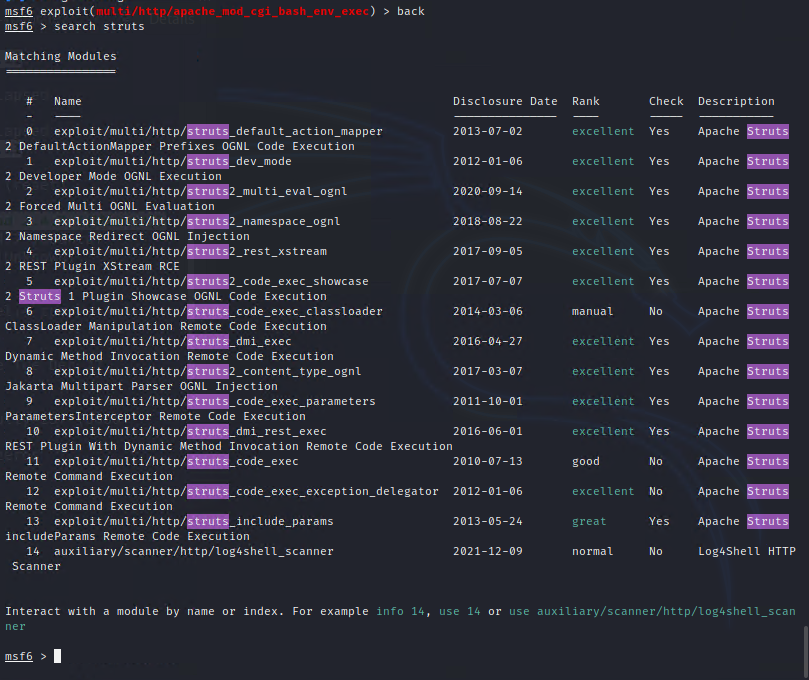 msf6 exploit(multi/http/apache_mod_cgi_bash_env_exec) > back
msf6 > search struts
Matching Modules
================
# Name Disclosure Date Rank Check Description
- ---- --------------- ---- ----- -----------
0 exploit/multi/http/struts_default_action_mapper 2013-07-02 excellent Yes Apache Struts
2 DefaultActionMapper Prefixes OGNL Code Execution
1 exploit/multi/http/struts_dev_mode 2012-01-06 excellent Yes Apache Struts
2 Developer Mode OGNL Execution
2 exploit/multi/http/struts2_multi_eval_ognl 2020-09-14 excellent Yes Apache Struts
2 Forced Multi OGNL Evaluation
3 exploit/multi/http/struts2_namespace_ognl 2018-08-22 excellent Yes Apache Struts
2 Namespace Redirect OGNL Injection
4 exploit/multi/http/struts2_rest_xstream 2017-09-05 excellent Yes Apache Struts
2 REST Plugin XStream RCE
5 exploit/multi/http/struts2_code_exec_showcase 2017-07-07 excellent Yes Apache Struts
2 Struts 1 Plugin Showcase OGNL Code Execution
6 exploit/multi/http/struts_code_exec_classloader 2014-03-06 manual No Apache Struts
ClassLoader Manipulation Remote Code Execution
7 exploit/multi/http/struts_dmi_exec 2016-04-27 excellent Yes Apache Struts
Dynamic Method Invocation Remote Code Execution
8 exploit/multi/http/struts2_content_type_ognl 2017-03-07 excellent Yes Apache Struts
Jakarta Multipart Parser OGNL Injection
9 exploit/multi/http/struts_code_exec_parameters 2011-10-01 excellent Yes Apache Struts
ParametersInterceptor Remote Code Execution
10 exploit/multi/http/struts_dmi_rest_exec 2016-06-01 excellent Yes Apache Struts
REST Plugin With Dynamic Method Invocation Remote Code Execution
11 exploit/multi/http/struts_code_exec 2010-07-13 good No Apache Struts
Remote Command Execution
12 exploit/multi/http/struts_code_exec_exception_delegator 2012-01-06 excellent No Apache Struts
Remote Command Execution
13 exploit/multi/http/struts_include_params 2013-05-24 great Yes Apache Struts
includeParams Remote Code Execution
14 auxiliary/scanner/http/log4shell_scanner 2021-12-09 normal No Log4Shell HTTP
Scanner
Interact with a module by name or index. For example info 14, use 14 or use auxiliary/scanner/http/log4shell_scan
ner
msf6 >